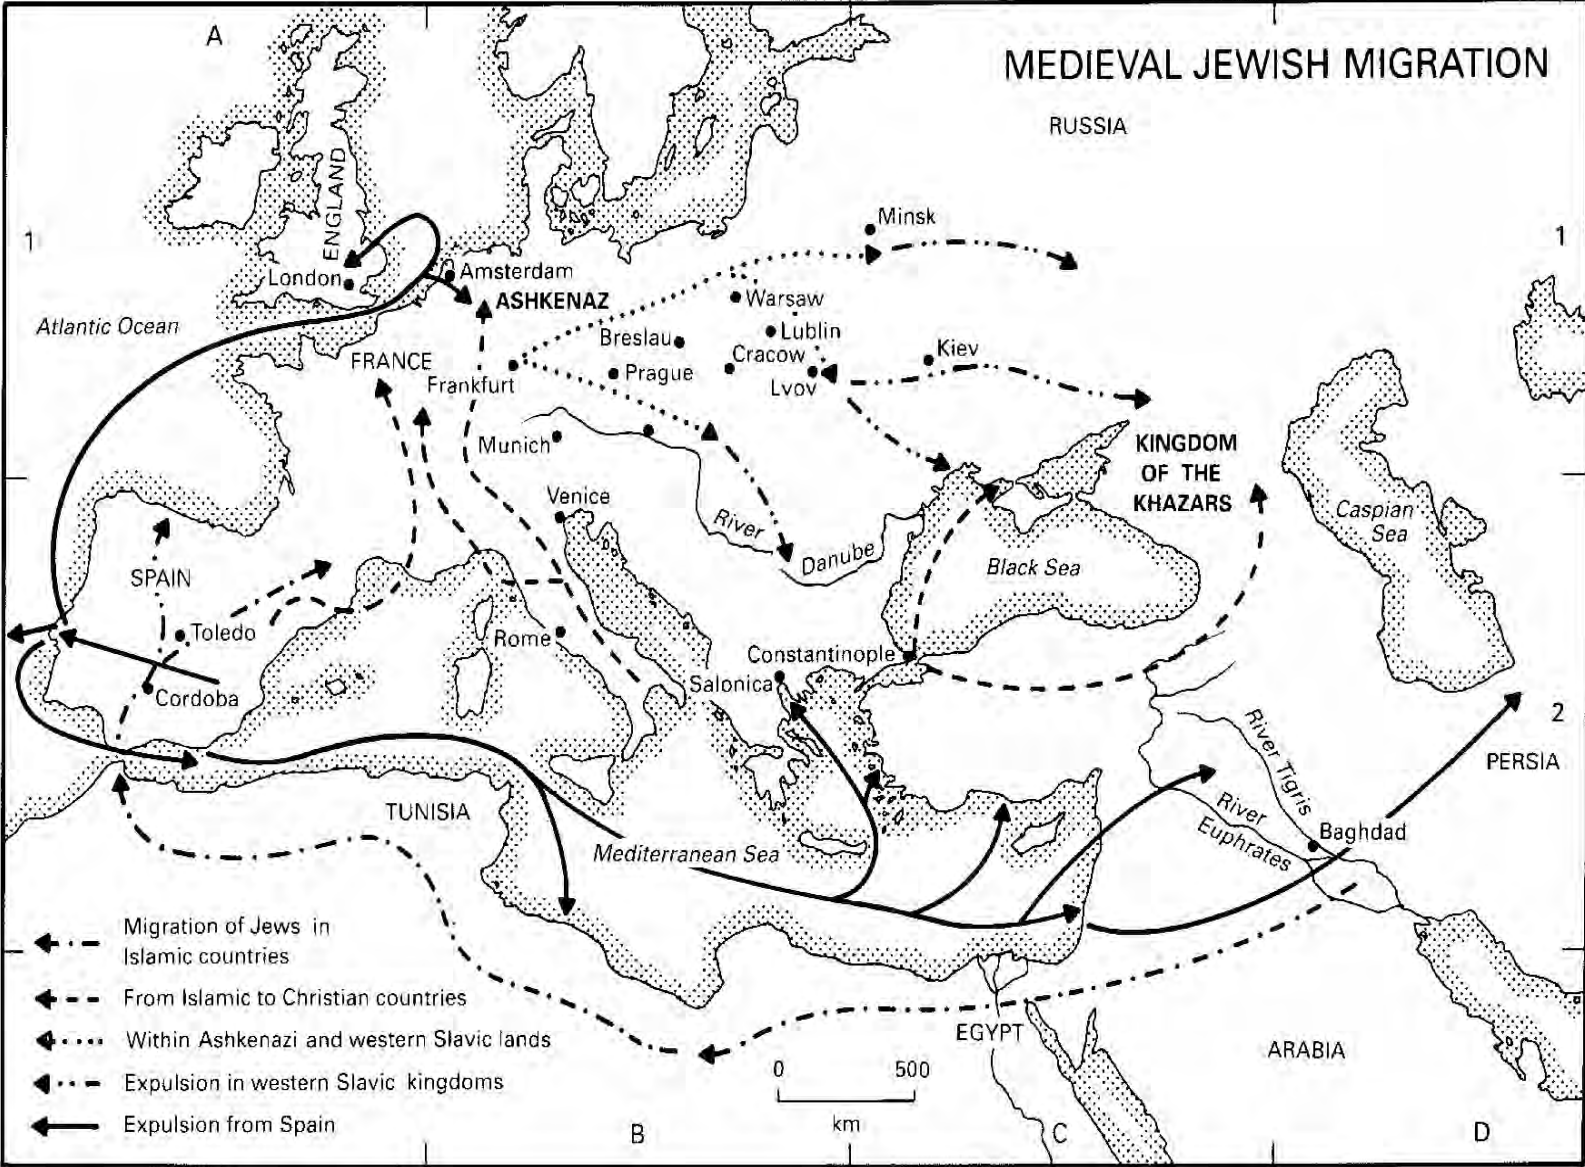 A
MEDIEVAL JEWISH MIGRATION
RUSSIA
ENGLAND
Minsk
1
1
London
Amsterdam
ASHKENAZ
Warsaw
Atlantic Ocean
Breslau
Lublin
FRANCE
Cracow
Kiev
Frankfurt
Prague
Lvov
Munich
KINGDOM
OF THE
KHAZARS
Venice
River
Danube
Caspian
Sea
SPAIN
Black Sea
Toledo
Rome
Constantinople
Salonica
Cordoba
River Tigris
2
PERSIA
TUNISIA
River
Euphrates
Baghdad
Mediterranean Sea
Migration of Jews in
Islamic countries
From Islamic to Christian countries
Within Ashkenazi and western Slavic lands
Expulsion in western Slavic kingdoms
Expulsion from Spain
EGYPT
ARABIA
0 500
km
B
C
D